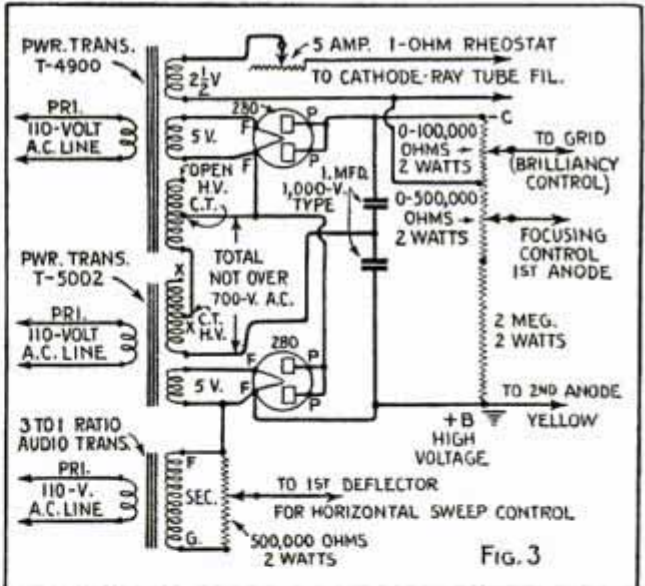 PWR. TRANS.
T-4900
5 AMP. 1-OHM RHEOSTAT
2½ V
TO CATHODE-RAY TUBE FIL.
PRI.
110-VOLT
A.C. LINE
280
P
F
5 V.
P
F
C
0-100,000
OHMS
2 WATTS
TO GRID
(BRILLIANCY
CONTROL)
OPEN
H.V.
C.T.
1. MFD.
1,000-V.
TYPE
0-500,000
OHMS
2 WATTS
FOCUSING
CONTROL
1ST ANODE
PWR. TRANS.
T-5002
X
TOTAL
NOT OVER
700-V. A.C.
X
C.T.
H.V.
PRI.
110-VOLT
A.C. LINE
280
P
F
5 V.
F
P
2 MEG.
2 WATTS
TO 2ND ANODE
YELLOW
+B
HIGH
VOLTAGE
3 TO 1 RATIO
AUDIO TRANS.
PRI.
110-V.
A.C. LINE
F
SEC.
G.
TO 1ST DEFLECTOR
FOR HORIZONTAL SWEEP CONTROL
500,000 OHMS
2 WATTS
FIG. 3